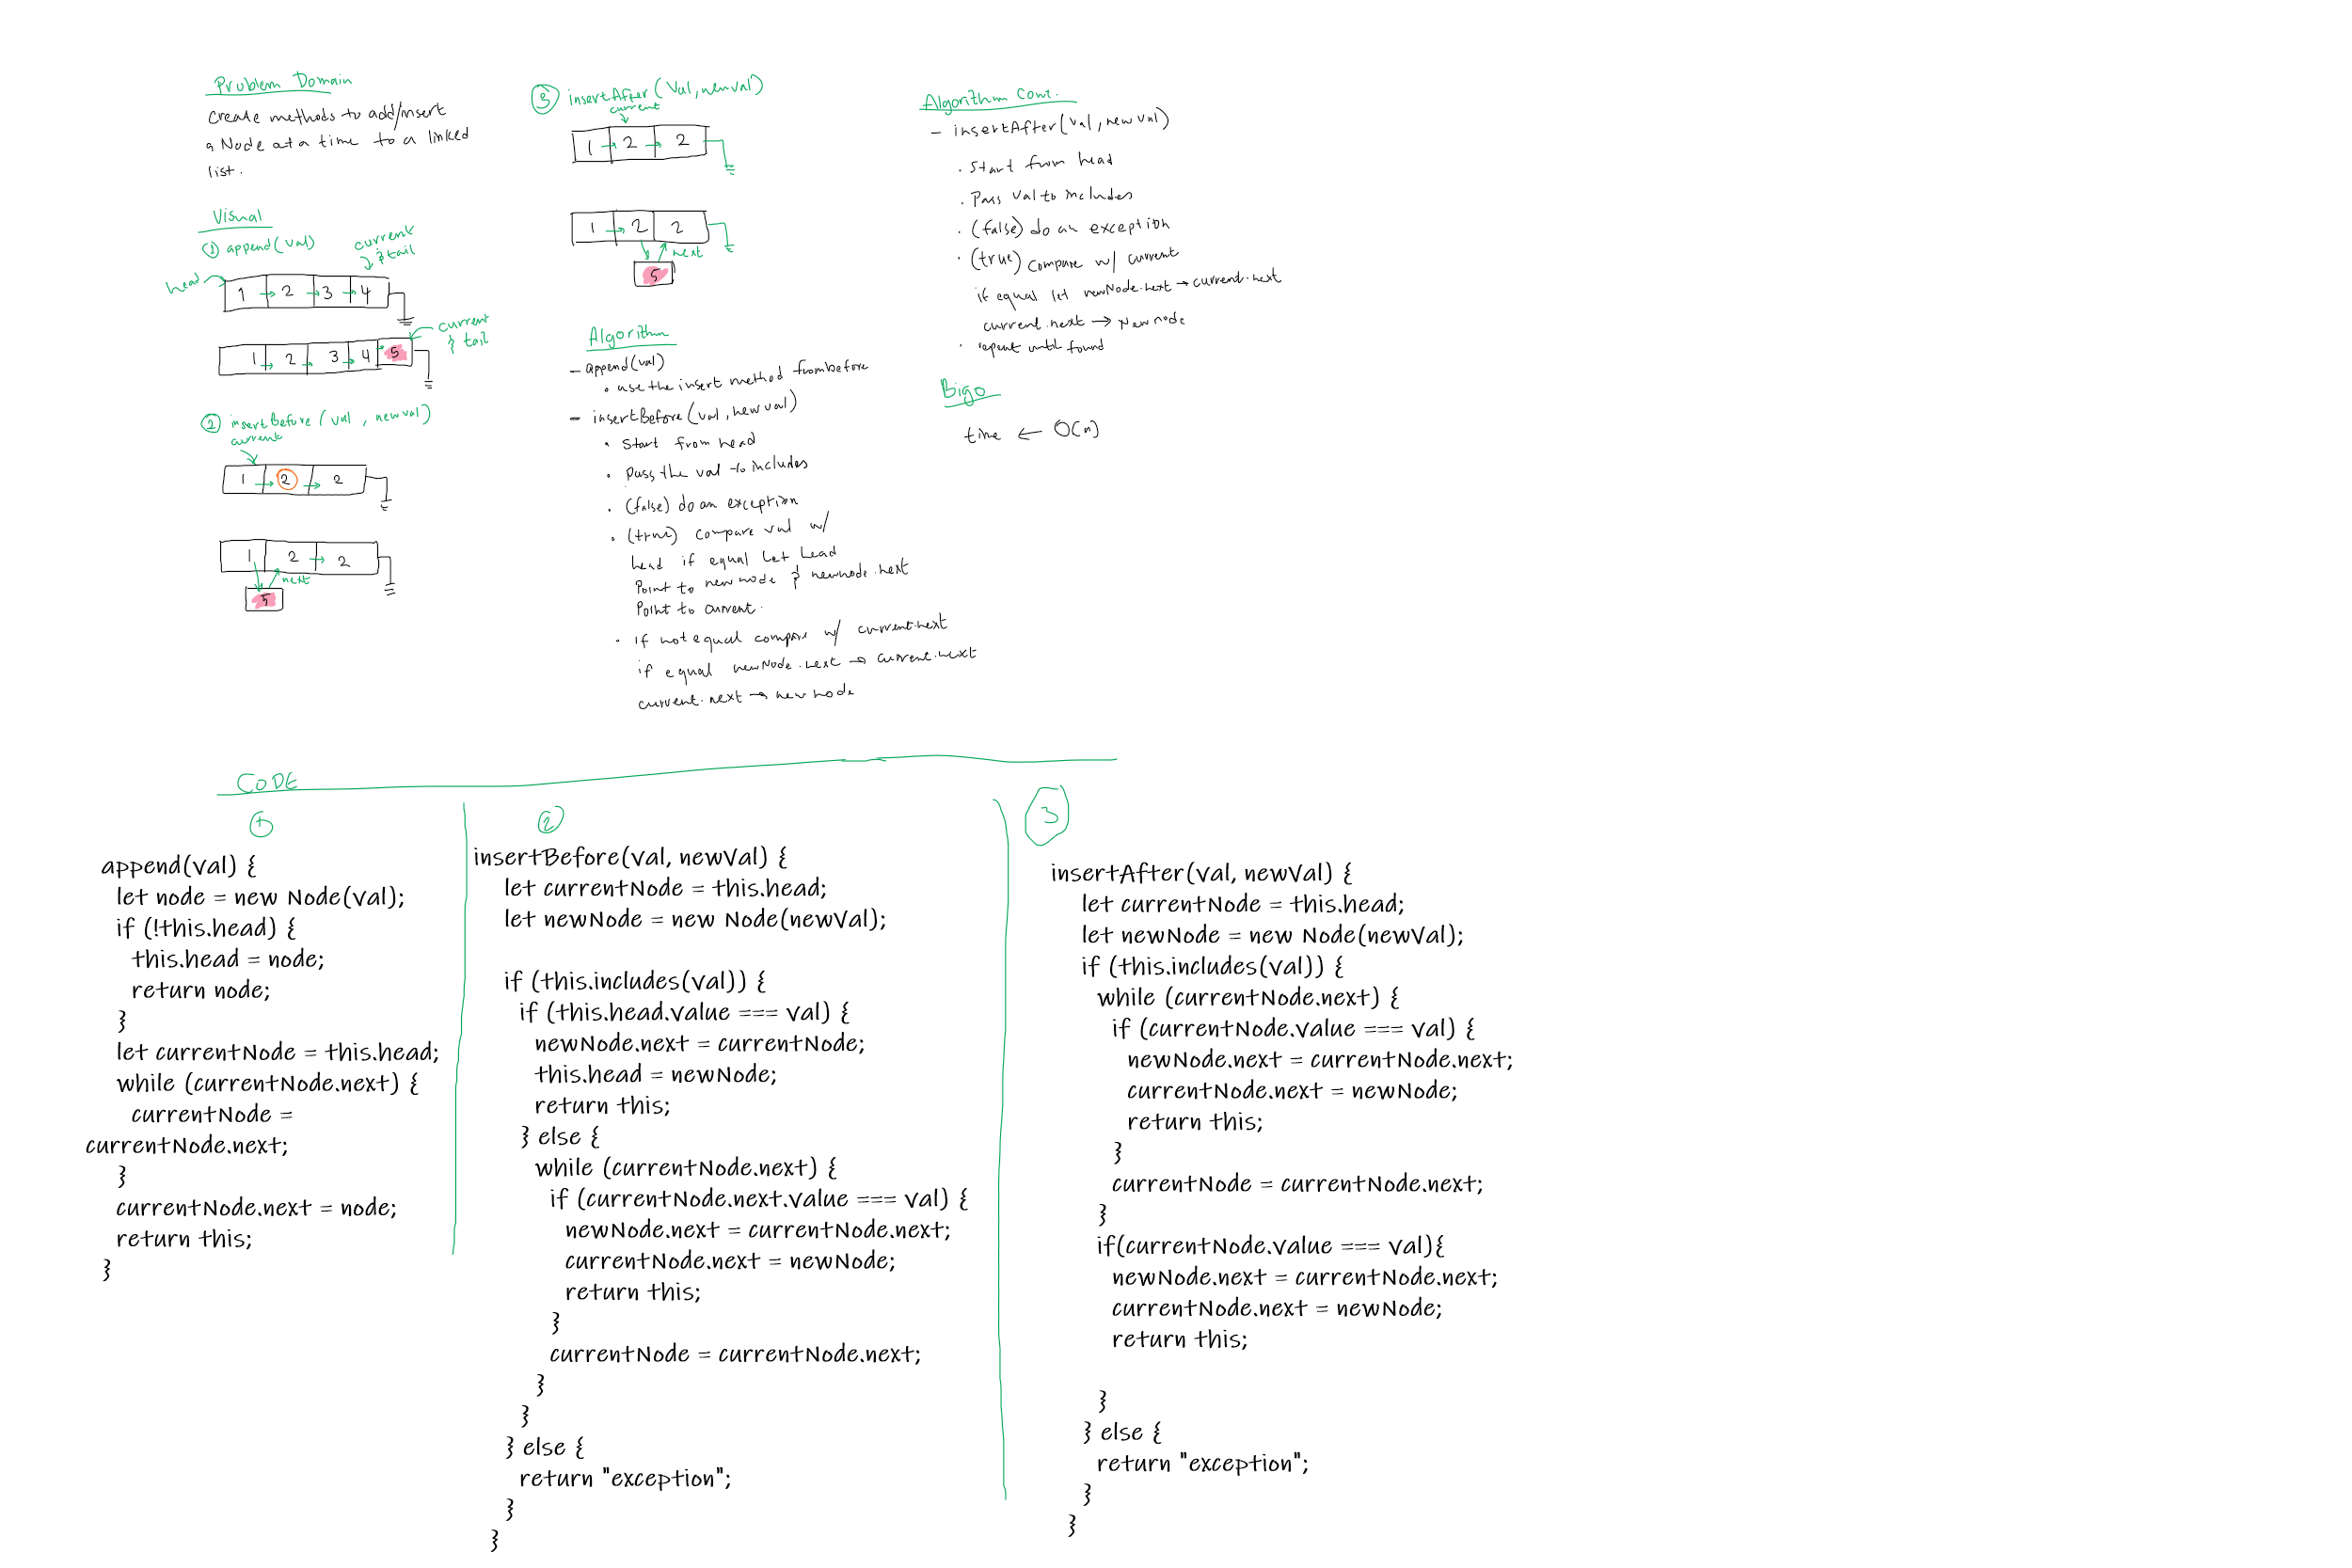 Problem Domain
create methods to add/insert
a Node at a time to a linked
list.
Visual
① append(val)
current
& tail
head
1 2 3 4
current
& tail
1 2 3 4 5
② insertBefore (val, newval)
current
1 2 2
1 2 2
next
5
③ insertAfter (val, newval)
current
1 2 2
1 2 2
next
5
Algorithm
- append(val)
• use the insert method from before
- insertBefore (val, newval)
• Start from head
• pass the val to includes
• (false) do an exception
• (true) compare val w/
head if equal let head
Point to new node & newnode.next
Point to current.
• if not equal compare w/ current.next
if equal newNode.next → current.next
current.next → new node
Algorithm Cont.
- insertAfter(val, newval)
• Start from head
• Pass val to includes
• (false) do an exception
• (true) compare w/ current
if equal let newNode.next → current.next
current.next → New node
• repeat until found
Bigo
time ← O(n)
CODE
①
append(val) {
let node = new Node(val);
if (!this.head) {
this.head = node;
return node;
}
let currentNode = this.head;
while (currentNode.next) {
currentNode =
currentNode.next;
}
currentNode.next = node;
return this;
}
②
insertBefore(val, newVal) {
let currentNode = this.head;
let newNode = new Node(newVal);
if (this.includes(val)) {
if (this.head.value === val) {
newNode.next = currentNode;
this.head = newNode;
return this;
} else {
while (currentNode.next) {
if (currentNode.next.value === val) {
newNode.next = currentNode.next;
currentNode.next = newNode;
return this;
}
currentNode = currentNode.next;
}
}
} else {
return "exception";
}
}
3
insertAfter(val, newVal) {
let currentNode = this.head;
let newNode = new Node(newVal);
if (this.includes(val)) {
while (currentNode.next) {
if (currentNode.value === val) {
newNode.next = currentNode.next;
currentNode.next = newNode;
return this;
}
currentNode = currentNode.next;
}
if(currentNode.value === val){
newNode.next = currentNode.next;
currentNode.next = newNode;
return this;
}
} else {
return "exception";
}
}